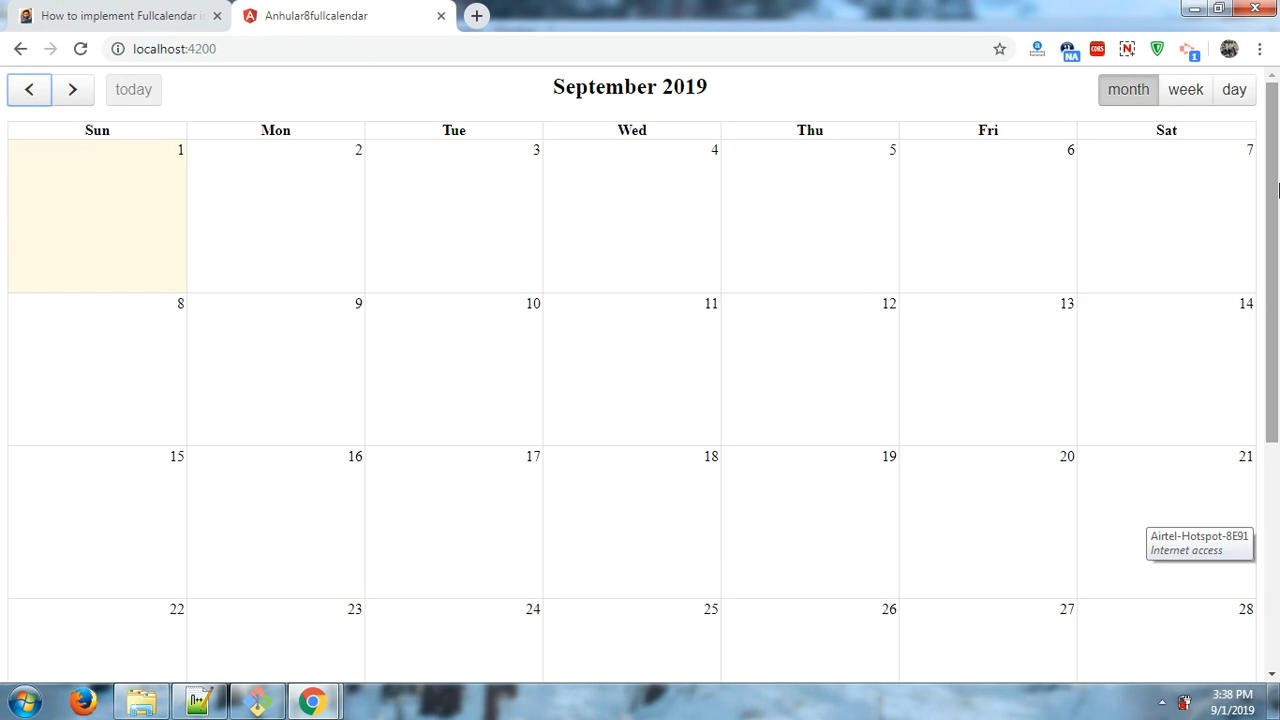 How to implement Fullcalendar i
Anhular8fullcalendar
localhost:4200
NA
CORS
N
1
today
September 2019
month week day
Sun Mon Tue Wed Thu Fri Sat
1 2 3 4 5 6 7
8 9 10 11 12 13 14
15 16 17 18 19 20 21
Airtel-Hotspot-8E91
Internet access
22 23 24 25 26 27 28
3:38 PM
9/1/2019